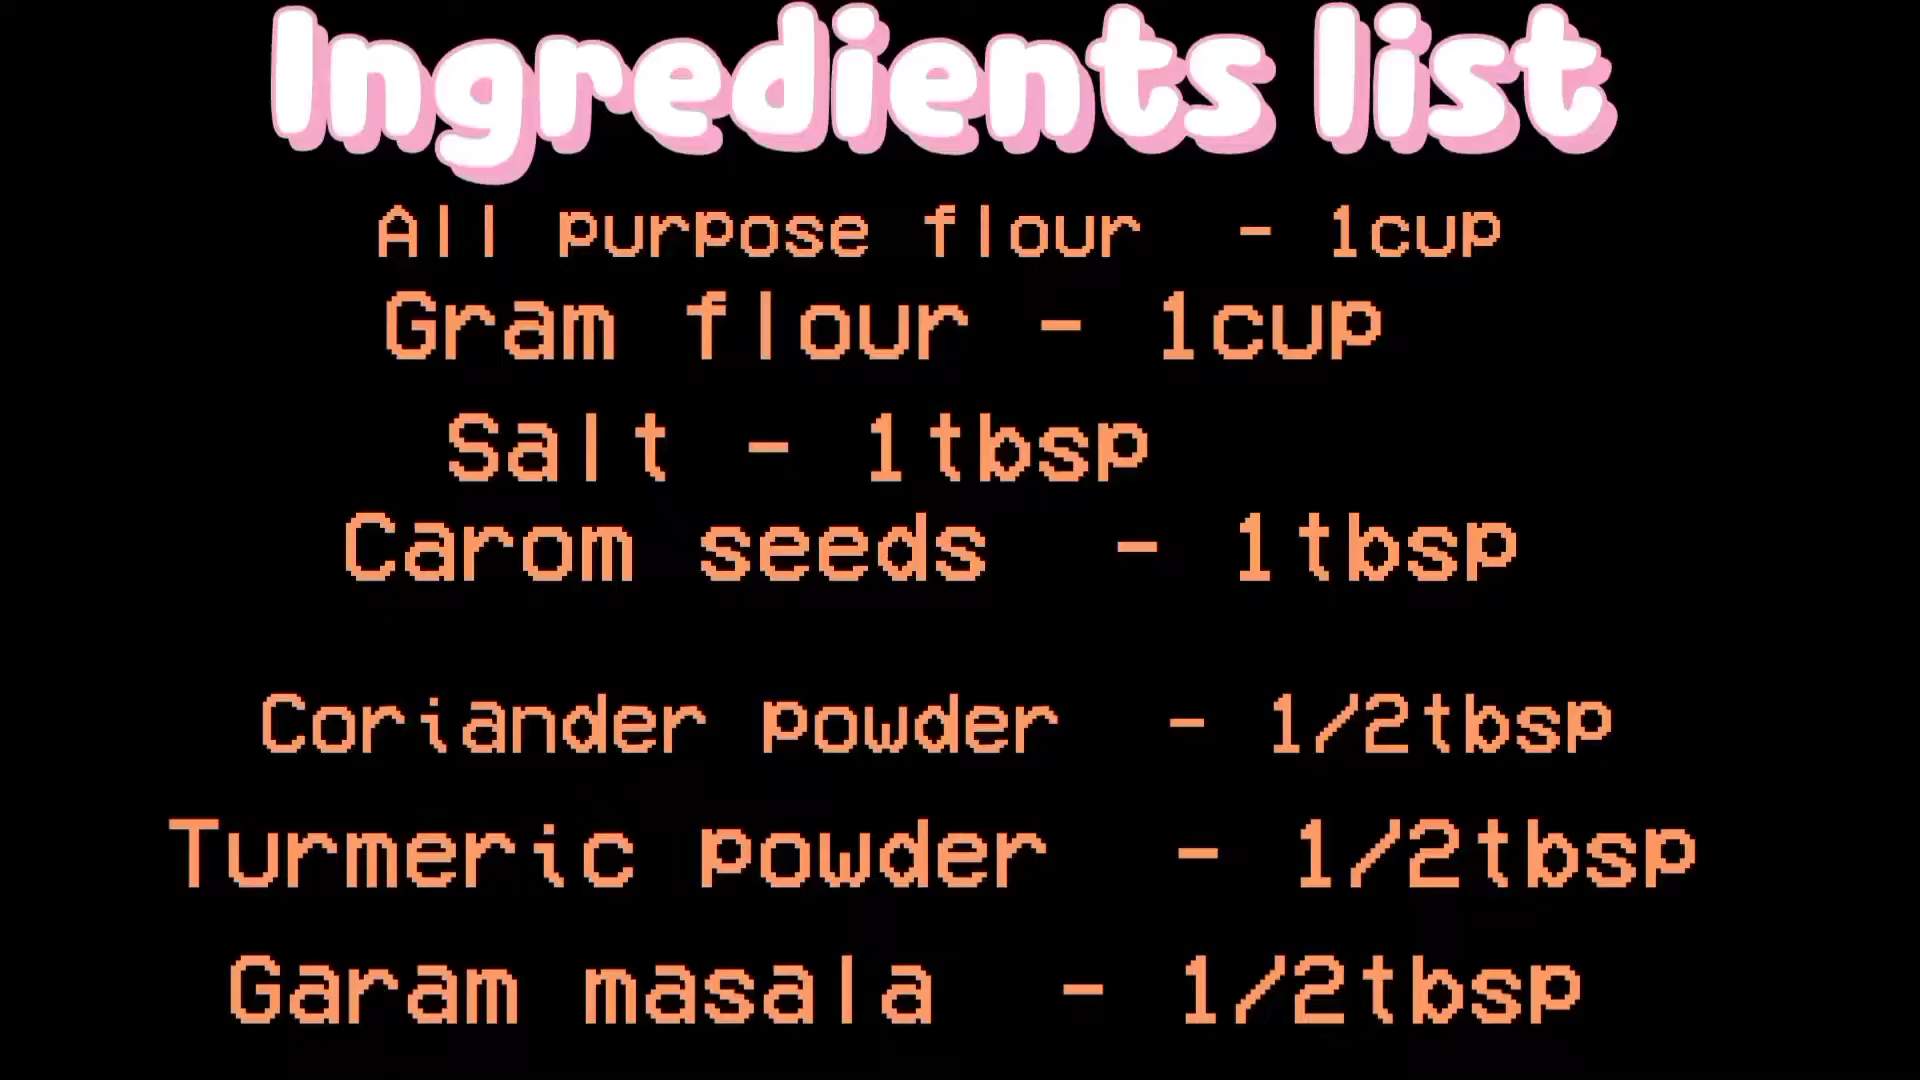 Ingredients list
All purpose flour - 1cup
Gram flour - 1cup
Salt - 1tbsp
Carom seeds - 1tbsp
Coriander powder - 1/2tbsp
Turmeric powder - 1/2tbsp
Garam masala - 1/2tbsp